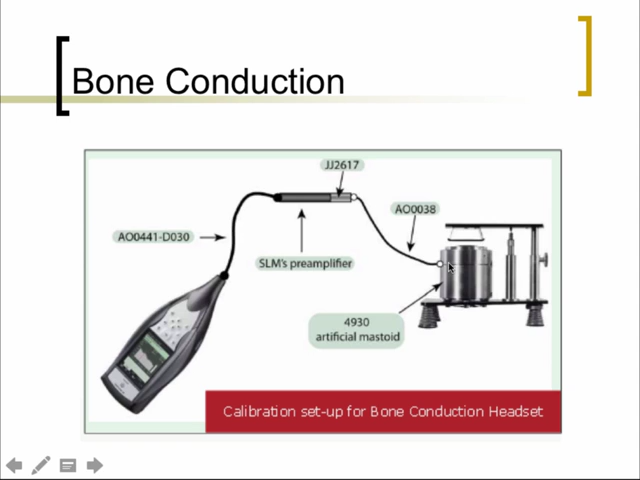 Bone Conduction
JJ2617
AO0038
AO0441-D030
SLM's preamplifier
4930
artificial mastoid
Calibration set-up for Bone Conduction Headset